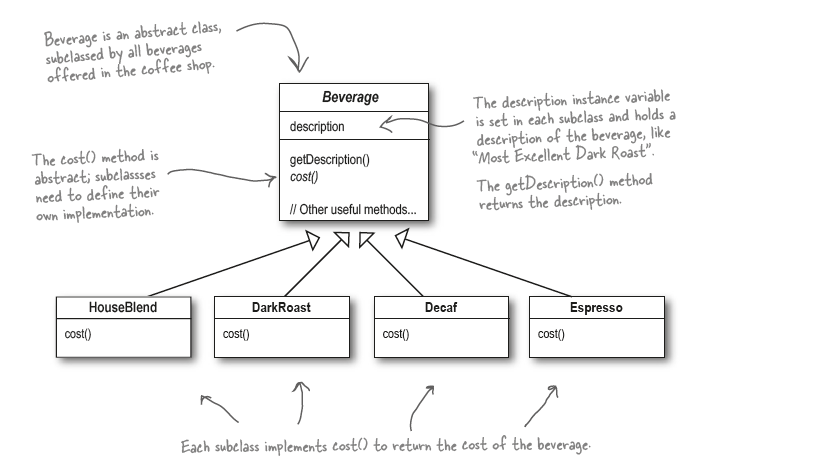 Beverage is an abstract class,
subclassed by all beverages
offered in the coffee shop.
Beverage
description
getDescription()
cost()
// Other useful methods...
The description instance variable
is set in each subclass and holds a
description of the beverage, like
“Most Excellent Dark Roast”.
The getDescription() method
returns the description.
The cost() method is
abstract; subclassses
need to define their
own implementation.
HouseBlend
cost()
DarkRoast
cost()
Decaf
cost()
Espresso
cost()
Each subclass implements cost() to return the cost of the beverage.